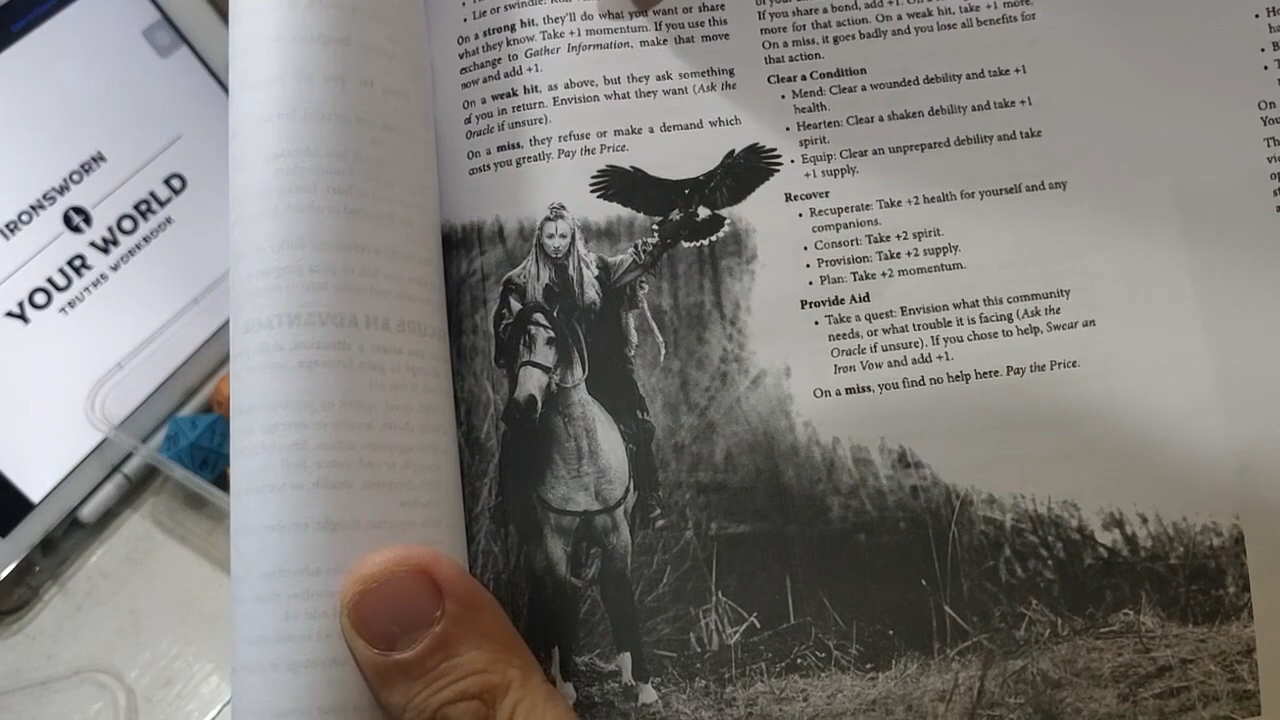 IRONSWORN
YOUR WORLD
TRUTHS WORKBOOK
• Lie or swindle:
On a strong hit, they'll do what you want or share
what they know. Take +1 momentum. If you use this
exchange to Gather Information, make that move
now and add +1.
On a weak hit, as above, but they ask something
of you in return. Envision what they want (Ask the
Oracle if unsure).
On a miss, they refuse or make a demand which
costs you greatly. Pay the Price.
If you share a bond, add +1.
more for that action. On a weak hit, take +1 more.
On a miss, it goes badly and you lose all benefits for
that action.
Clear a Condition
• Mend: Clear a wounded debility and take +1
health.
• Hearten: Clear a shaken debility and take +1
spirit.
• Equip: Clear an unprepared debility and take
+1 supply.
Recover
• Recuperate: Take +2 health for yourself and any
companions.
• Consort: Take +2 spirit.
• Provision: Take +2 supply.
• Plan: Take +2 momentum.
Provide Aid
• Take a quest: Envision what this community
needs, or what trouble it is facing (Ask the
Oracle if unsure). If you chose to help, Swear an
Iron Vow and add +1.
On a miss, you find no help here. Pay the Price.
On
You